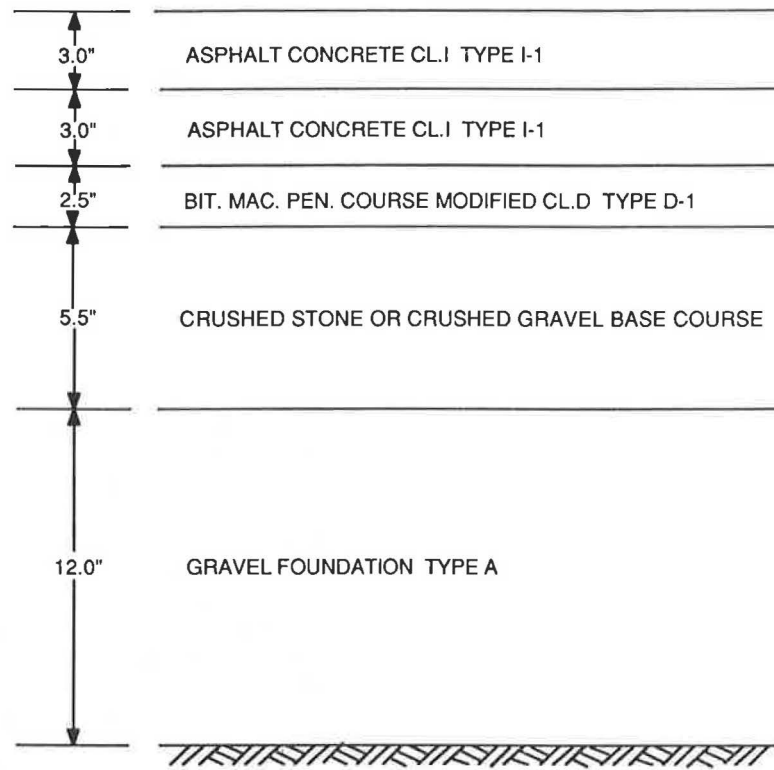 3.0" ASPHALT CONCRETE CL.I TYPE I-1
3.0" ASPHALT CONCRETE CL.I TYPE I-1
2.5" BIT. MAC. PEN. COURSE MODIFIED CL.D TYPE D-1
5.5" CRUSHED STONE OR CRUSHED GRAVEL BASE COURSE
12.0" GRAVEL FOUNDATION TYPE A